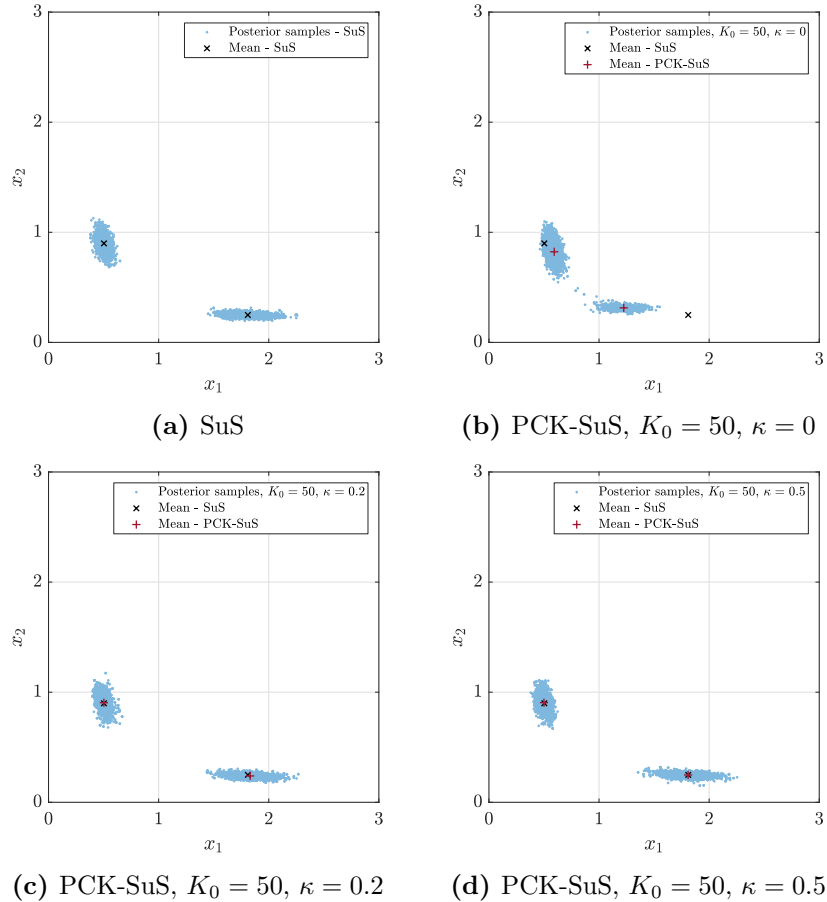 Posterior samples - SuS
Mean - SuS
3
2
1
0
x₂
0 1 2 3
x₁
(a) SuS
Posterior samples, K₀ = 50, κ = 0
Mean - SuS
Mean - PCK-SuS
3
2
1
0
x₂
0 1 2 3
x₁
(b) PCK-SuS, K₀ = 50, κ = 0
Posterior samples, K₀ = 50, κ = 0.2
Mean - SuS
Mean - PCK-SuS
3
2
1
0
x₂
0 1 2 3
x₁
(c) PCK-SuS, K₀ = 50, κ = 0.2
Posterior samples, K₀ = 50, κ = 0.5
Mean - SuS
Mean - PCK-SuS
3
2
1
0
x₂
0 1 2 3
x₁
(d) PCK-SuS, K₀ = 50, κ = 0.5